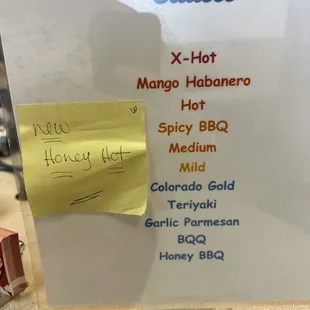 X-Hot
Mango Habanero
Hot
Spicy BBQ
Medium
Mild
Colorado Gold
Teriyaki
Garlic Parmesan
BQQ
Honey BBQ
new
Honey Hot